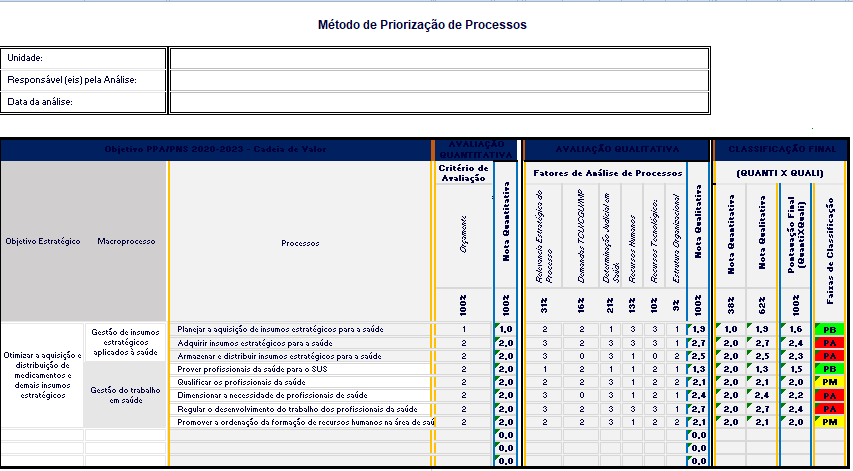 Método de Priorização de Processos
Unidade:
Responsável (eis) pela Análise:
Data da análise:
Objetivo PPA/PNS 2020-2023 - Cadeia de Valor
AVALIAÇÃO QUANTITATIVA
AVALIAÇÃO QUALITATIVA
CLASSIFICAÇÃO FINAL
Objetivo Estratégico
Macroprocesso
Processos
Critério de Avaliação
Orçamento
100%
Nota Quantitativa
100%
Fatores de Análise de Processos
Relevancia Estratégica do Processo
31%
Demandas TCU/CGU/MP
16%
Determinação Judicial em Saúde
21%
Recursos Humanos
13%
Recursos Tecnológicos
10%
Estrutura Organizacional
9%
Nota Qualitativa
100%
(QUANTI X QUALI)
Nota Quantitativa
38%
Nota Qualitativa
62%
Pontuação Final (QuantiXQuali)
100%
Faixas de Classificação
Otimizar a aquisição e distribuição de medicamentos e demais insumos estratégicos
Gestão de insumos estratégicos aplicados à saúde
Planejar a aquisição de insumos estratégicos para a saúde 1 1,0 2 2 1 3 3 1 1,9 1,0 1,9 1,6 PB
Adquirir insumos estratégicos para a saúde 2 2,0 3 2 3 3 3 1 2,7 2,0 2,7 2,4 PA
Armazenar e distribuir insumos estratégicos para a saúde 2 2,0 3 0 3 1 0 2 2,5 2,0 2,5 2,3 PA
Gestão do trabalho em saúde
Prover profissionais da saúde para o SUS 2 2,0 1 2 1 1 2 1 1,3 2,0 1,3 1,5 PB
Qualificar os profissionais da saúde 2 2,0 2 2 3 1 2 2 2,1 2,0 2,1 2,0 PM
Dimensionar a necessidade de profissionais de saúde 2 2,0 3 0 3 1 2 1 2,4 2,0 2,4 2,2 PA
Regular o desenvolvimento do trabalho dos profissionais da saúde 2 2,0 3 2 3 3 3 1 2,7 2,0 2,7 2,4 PA
Promover a ordenação da formação de recursos humanos na área de saú 2 2,0 2 2 3 1 2 2 2,1 2,0 2,1 2,0 PM
0,0 0,0
0,0 0,0
0,0 0,0